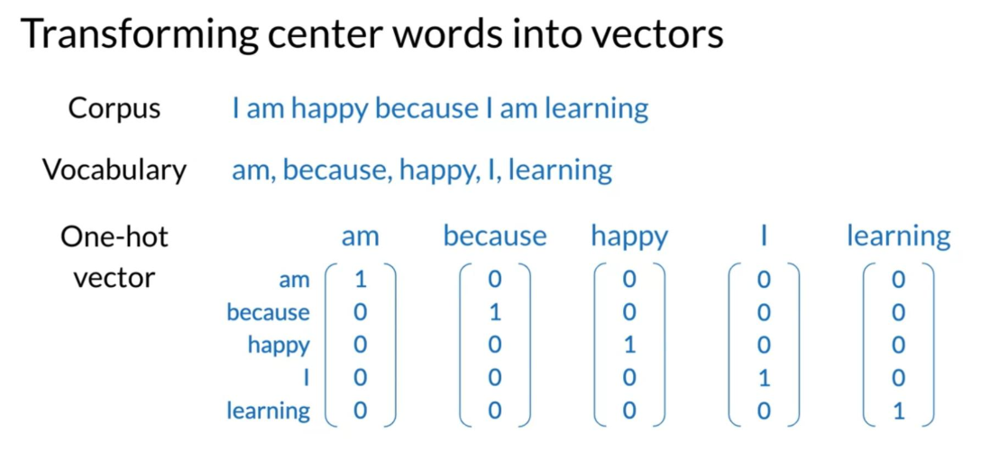 Transforming center words into vectors
Corpus I am happy because I am learning
Vocabulary am, because, happy, I, learning
One-hot vector am because happy I learning
am 1 0 0 0 0
because 0 1 0 0 0
happy 0 0 1 0 0
I 0 0 0 1 0
learning 0 0 0 0 1